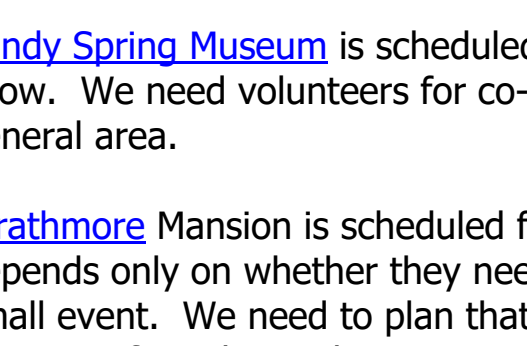 ndy Spring Museum is scheduled
ow. We need volunteers for co-
neral area.
rathmore Mansion is scheduled f
pends only on whether they nee
all event. We need to plan that